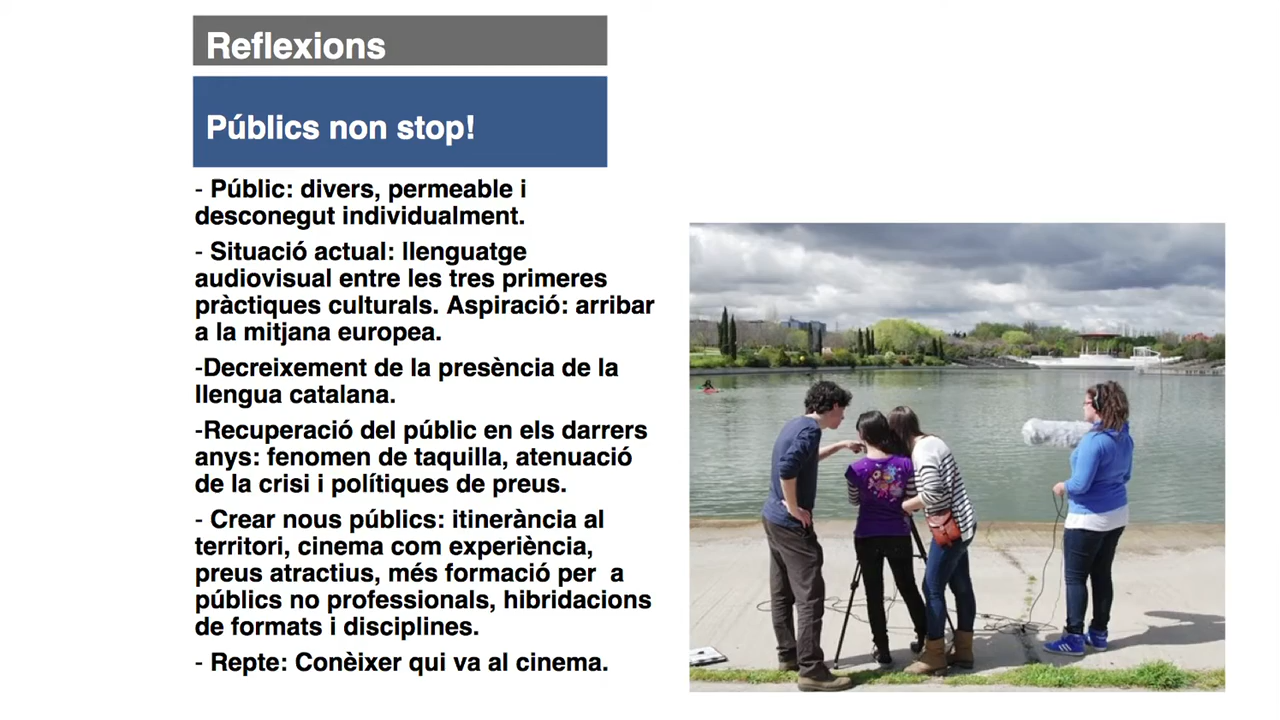 Reflexions
Públics non stop!
- Públic: divers, permeable i
desconegut individualment.
- Situació actual: llenguatge
audiovisual entre les tres primeres
pràctiques culturals. Aspiració: arribar
a la mitjana europea.
-Decreixement de la presència de la
llengua catalana.
-Recuperació del públic en els darrers
anys: fenomen de taquilla, atenuació
de la crisi i polítiques de preus.
- Crear nous públics: itinerància al
territori, cinema com experiència,
preus atractius, més formació per  a
públics no professionals, hibridacions
de formats i disciplines.
- Repte: Conèixer qui va al cinema.